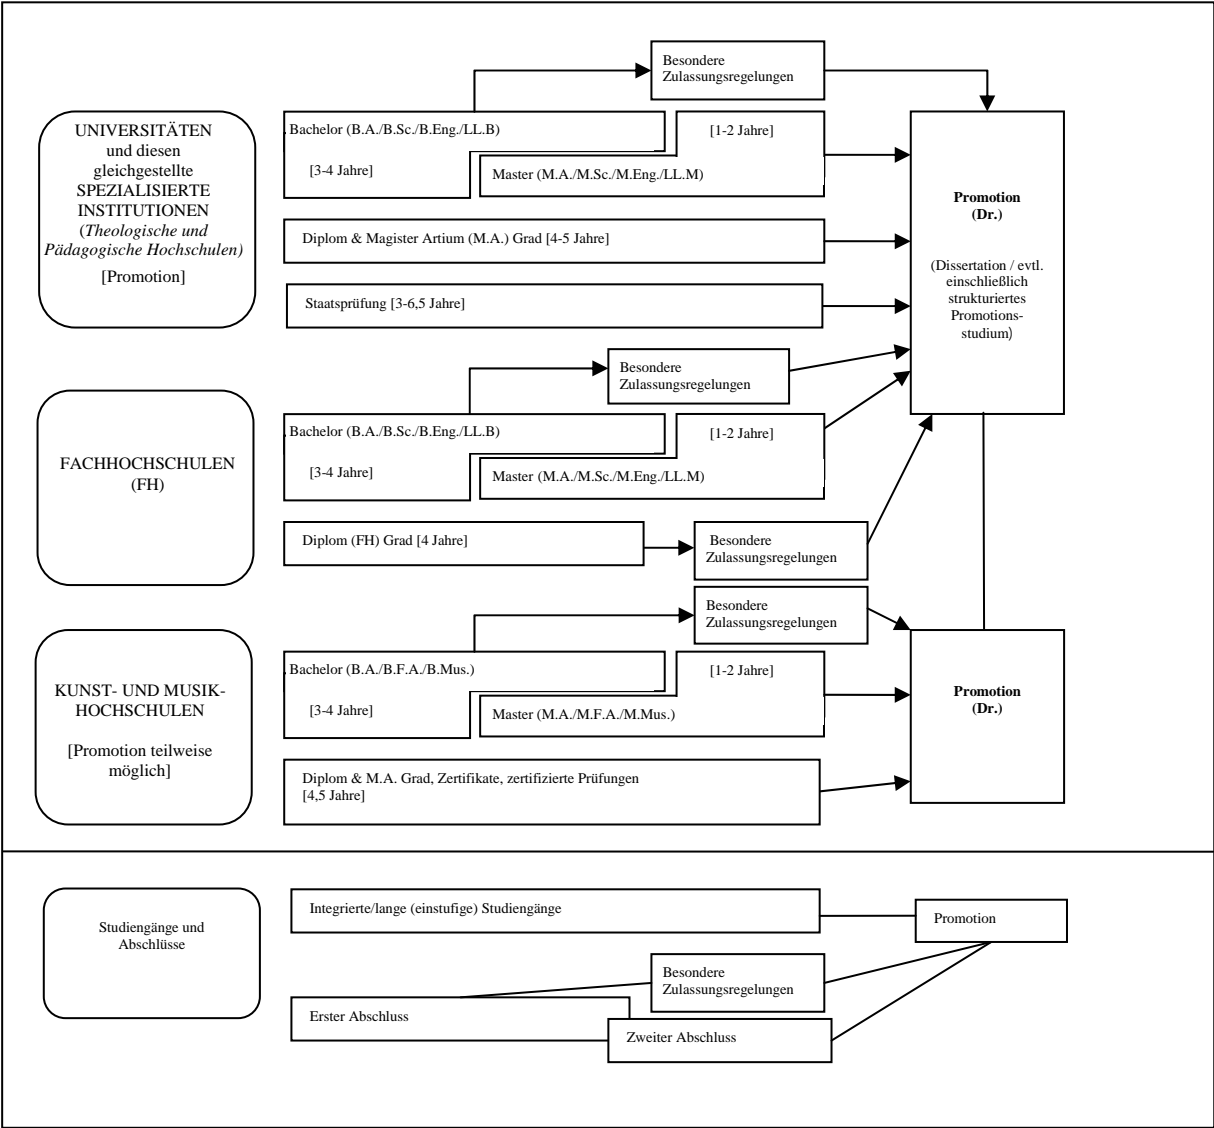 Besondere
Zulassungsregelungen
UNIVERSITÄTEN
und diesen
gleichgestellte
SPEZIALISIERTE
INSTITUTIONEN
(Theologische und
Pädagogische Hochschulen)
[Promotion]
Bachelor (B.A./B.Sc./B.Eng./LL.B)
[3-4 Jahre]
[1-2 Jahre]
Master (M.A./M.Sc./M.Eng./LL.M)
Diplom & Magister Artium (M.A.) Grad [4-5 Jahre]
Staatsprüfung [3-6,5 Jahre]
Promotion
(Dr.)
(Dissertation / evtl.
einschließlich
strukturiertes
Promotions-
studium)
Besondere
Zulassungsregelungen
FACHHOCHSCHULEN
(FH)
Bachelor (B.A./B.Sc./B.Eng./LL.B)
[3-4 Jahre]
[1-2 Jahre]
Master (M.A./M.Sc./M.Eng./LL.M)
Diplom (FH) Grad [4 Jahre]
Besondere
Zulassungsregelungen
Besondere
Zulassungsregelungen
KUNST- UND MUSIK-
HOCHSCHULEN
[Promotion teilweise
möglich]
Bachelor (B.A./B.F.A./B.Mus.)
[3-4 Jahre]
[1-2 Jahre]
Master (M.A./M.F.A./M.Mus.)
Diplom & M.A. Grad, Zertifikate, zertifizierte Prüfungen
[4,5 Jahre]
Promotion
(Dr.)
Studiengänge und
Abschlüsse
Integrierte/lange (einstufige) Studiengänge
Promotion
Besondere
Zulassungsregelungen
Erster Abschluss
Zweiter Abschluss